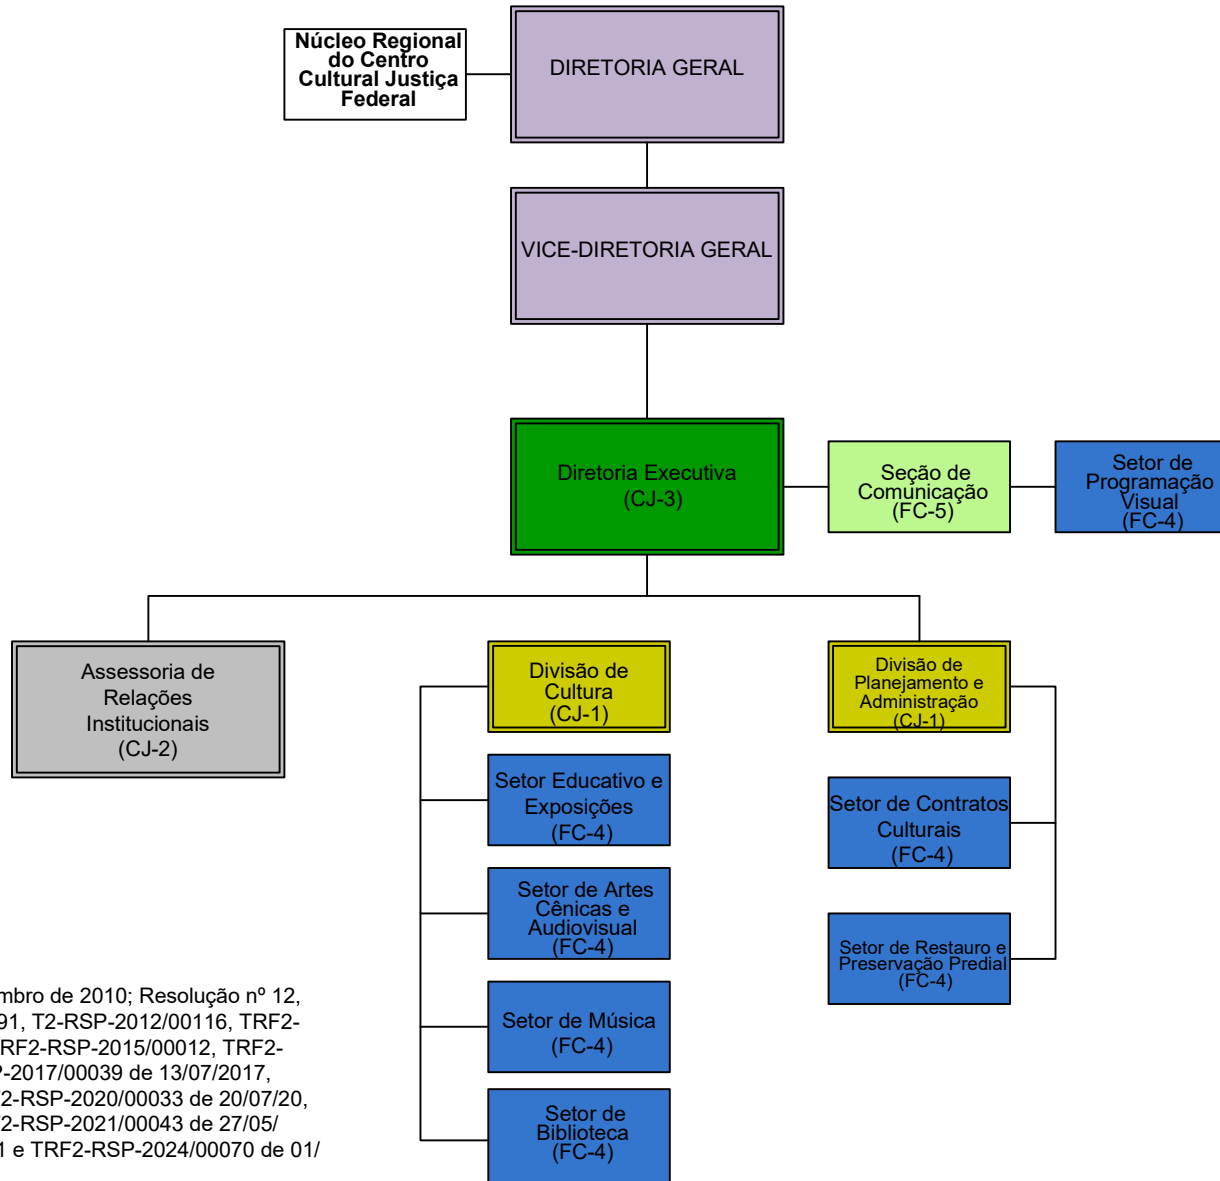 Núcleo Regional
do Centro
Cultural Justiça
Federal
DIRETORIA GERAL
VICE-DIRETORIA GERAL
Diretoria Executiva
(CJ-3)
Seção de
Comunicação
(FC-5)
Setor de
Programação
Visual
(FC-4)
Assessoria de
Relações
Institucionais
(CJ-2)
Divisão de
Cultura
(CJ-1)
Setor Educativo e
Exposições
(FC-4)
Setor de Artes
Cênicas e
Audiovisual
(FC-4)
Setor de Música
(FC-4)
Setor de
Biblioteca
(FC-4)
Divisão de
Planejamento e
Administração
(CJ-1)
Setor de Contratos
Culturais
(FC-4)
Setor de Restauro e
Preservação Predial
(FC-4)
mbro de 2010; Resolução nº 12,
91, T2-RSP-2012/00116, TRF2-
RF2-RSP-2015/00012, TRF2-
P-2017/00039 de 13/07/2017,
2-RSP-2020/00033 de 20/07/20,
2-RSP-2021/00043 de 27/05/
1 e TRF2-RSP-2024/00070 de 01/